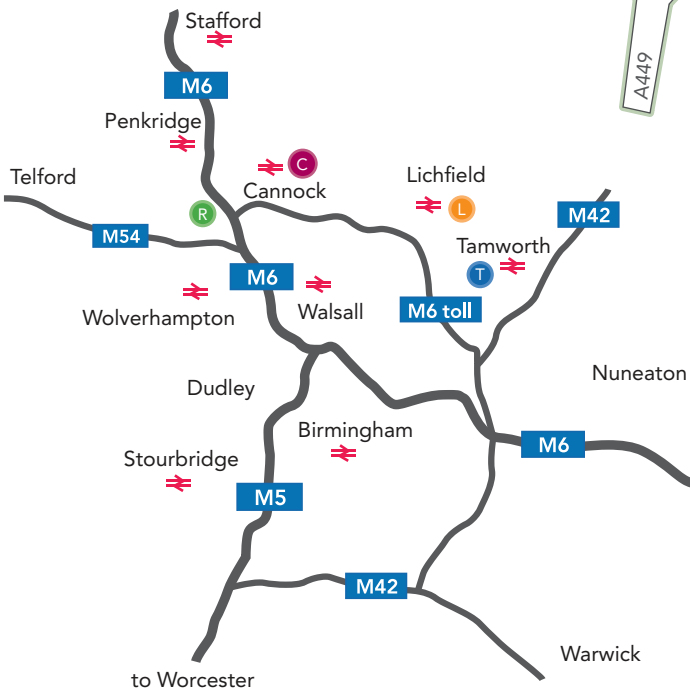 Stafford
A449
M6
Penkridge
C
Cannock
Telford
Lichfield
L
R
M42
M54
Tamworth
T
M6
Walsall
Wolverhampton
M6 toll
Nuneaton
Dudley
Birmingham
M6
Stourbridge
M5
M42
Warwick
to Worcester